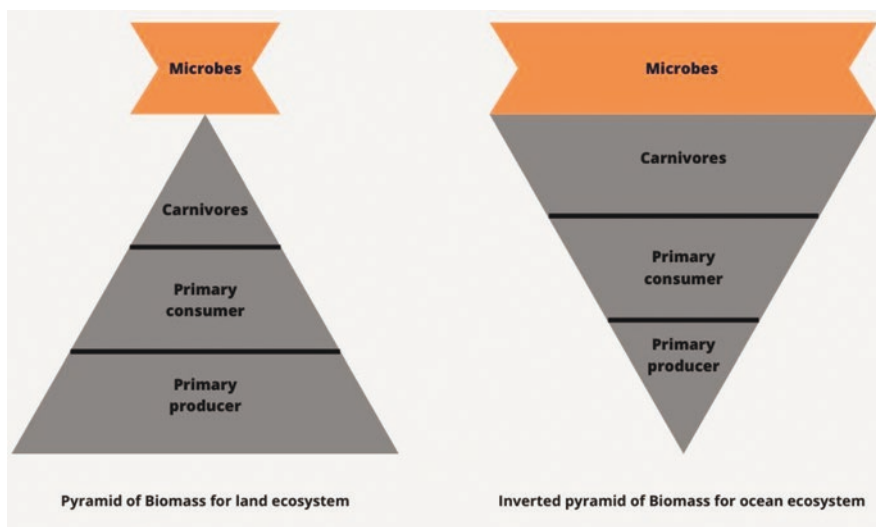 Microbes
Carnivores
Primary
consumer
Primary
producer
Pyramid of Biomass for land ecosystem
Microbes
Carnivores
Primary
consumer
Primary
producer
Inverted pyramid of Biomass for ocean ecosystem